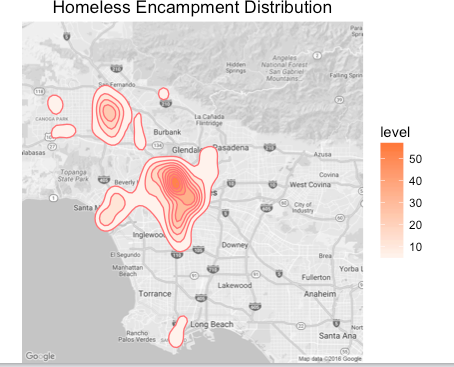 Homeless Encampment Distribution
Hidden
Springs
Angeles
National Forest
- San Gabriel
Mountains...
Falling Sprin
San Fernando
CANOGA PARK
La Cañada
Flintridge
Burbank
Glendale
Pasadena
Azusa
alabasas
Topanga
State Park
Covina
West Covina
Beverly
es
Santa M
City of
Industry
Inglewood
El Segundo
Downey
Manhattan
Beach
Brea
Yorba L
Fullerton
Lakewood
Torrance
Anaheim
Rancho
Palos Verdes
Long Beach
Santa Ana
Google
Map data ©2016 Google
level
50
40
30
20
10